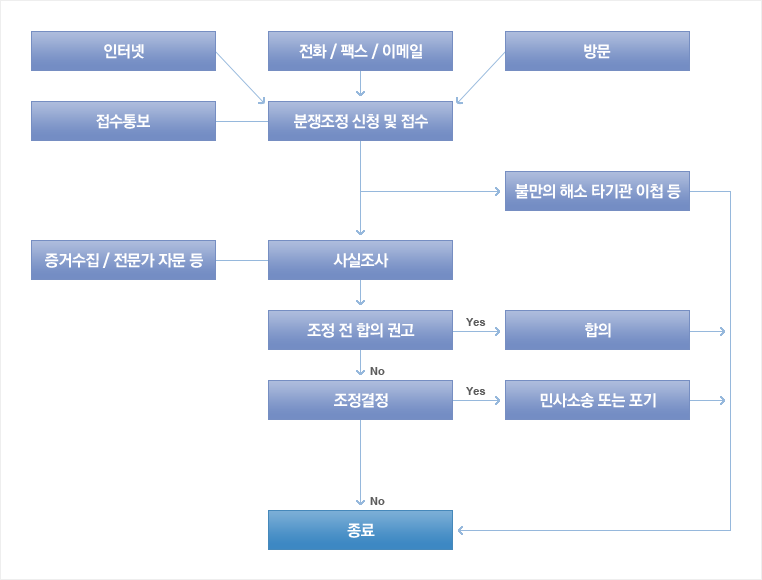 인터넷
전화 / 팩스 / 이메일
방문
접수통보
분쟁조정 신청 및 접수
불만의 해소 타기관 이첩 등
증거수집 / 전문가 자문 등
사실조사
조정 전 합의 권고
Yes
합의
No
조정결정
Yes
민사소송 또는 포기
No
종료